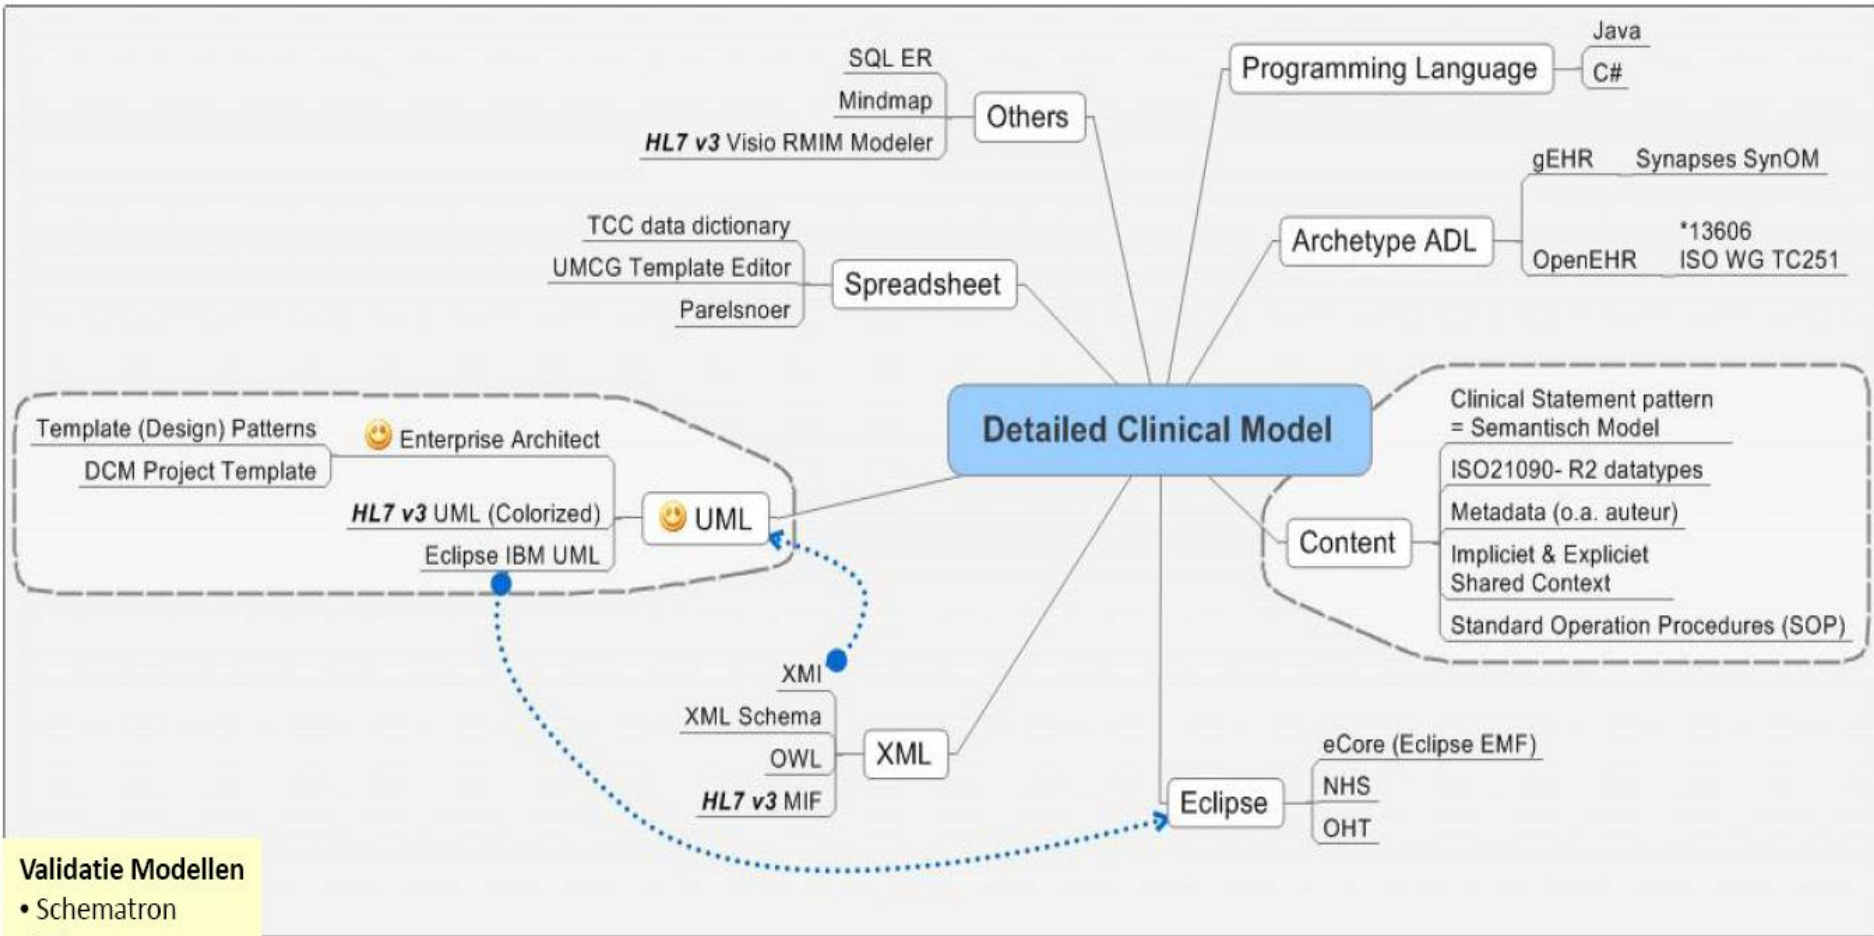 Detailed Clinical Model
Programming Language
Java
C#
Archetype ADL
gEHR
Synapses SynOM
OpenEHR
*13606
ISO WG TC251
Content
Clinical Statement pattern
= Semantisch Model
ISO21090- R2 datatypes
Metadata (o.a. auteur)
Impliciet & Expliciet
Shared Context
Standard Operation Procedures (SOP)
Eclipse
eCore (Eclipse EMF)
NHS
OHT
Others
SQL ER
Mindmap
HL7 v3 Visio RMIM Modeler
Spreadsheet
TCC data dictionary
UMCG Template Editor
Parelsnoer
UML
Enterprise Architect
Template (Design) Patterns
DCM Project Template
HL7 v3 UML (Colorized)
Eclipse IBM UML
XML
XMI
XML Schema
OWL
HL7 v3 MIF
Validatie Modellen
• Schematron